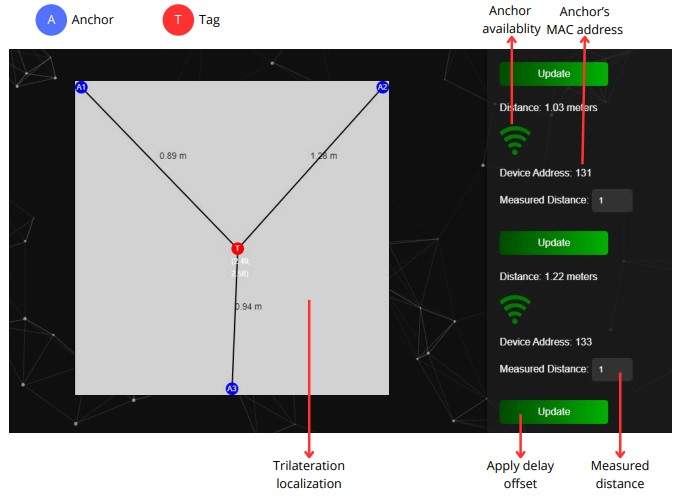 A Anchor
T Tag
Anchor
availablity
Anchor's
MAC address
A1
A2
0.89 m
1.28 m
T
(2.49,
2.58)
0.94 m
A3
Update
Distance: 1.03 meters
Device Address: 131
Measured Distance: 1
Update
Distance: 1.22 meters
Device Address: 133
Measured Distance: 1
Update
Trilateration
localization
Apply delay
offset
Measured
distance